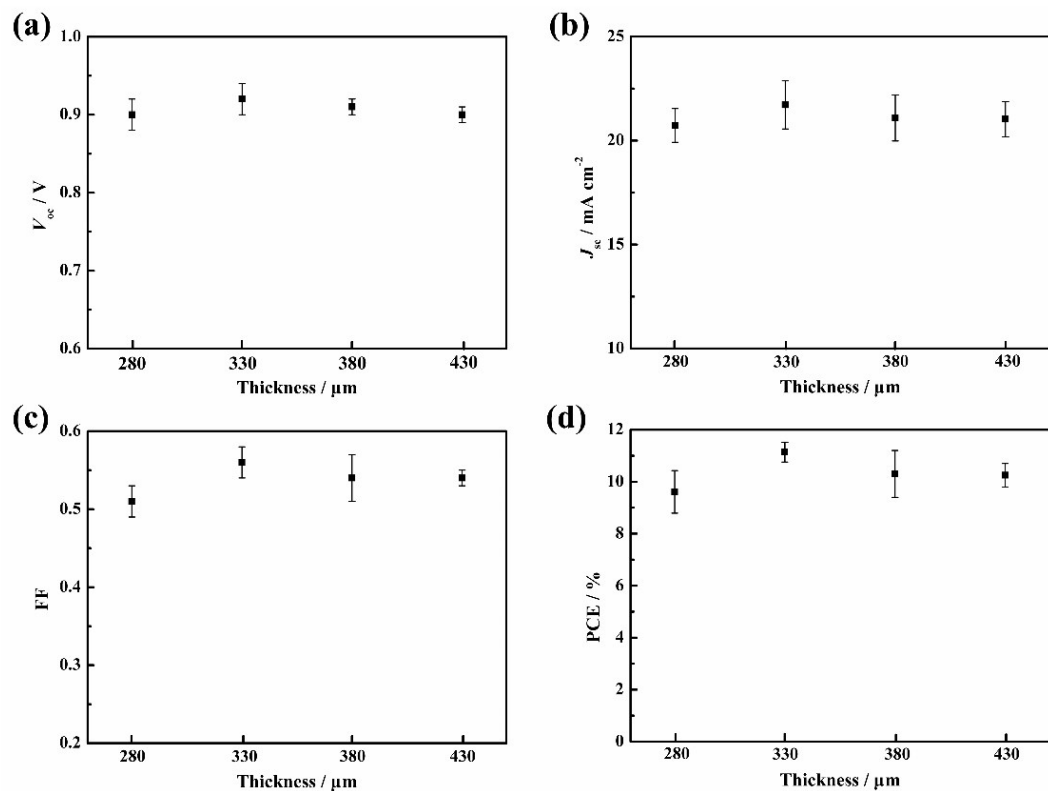 (a)
1.0
0.9
0.8
0.7
0.6
V_oc / V
280 330 380 430
Thickness / µm
(b)
25
20
15
10
J_sc / mA cm⁻²
280 330 380 430
Thickness / µm
(c)
0.6
0.5
0.4
0.3
0.2
FF
280 330 380 430
Thickness / µm
(d)
12
10
8
6
4
2
0
PCE / %
280 330 380 430
Thickness / µm